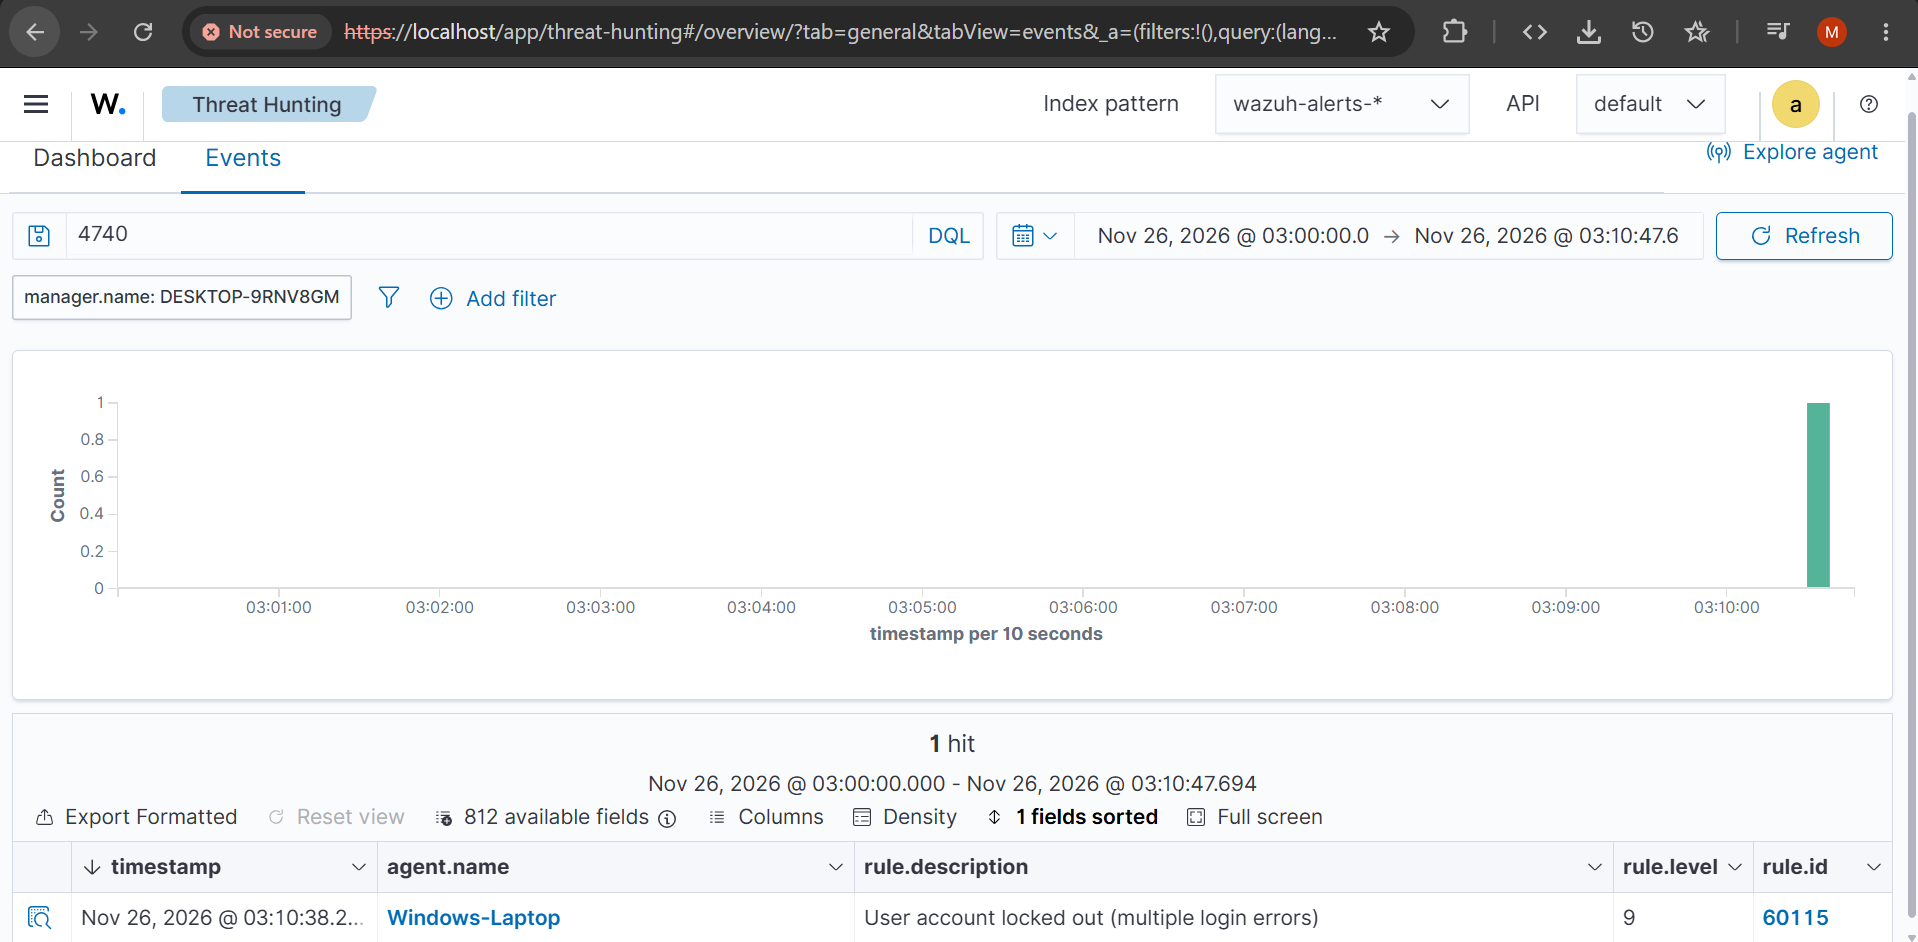 Not secure https://localhost/app/threat-hunting#/overview/?tab=general&tabView=events&_a=(filters:!(),query:(lang... M
W. Threat Hunting Index pattern wazuh-alerts-* API default a
Dashboard Events Explore agent
4740 DQL Nov 26, 2026 @ 03:00:00.0 → Nov 26, 2026 @ 03:10:47.6 Refresh
manager.name: DESKTOP-9RNV8GM Add filter
1
0.8
0.6
0.4
0.2
0
Count
03:01:00 03:02:00 03:03:00 03:04:00 03:05:00 03:06:00 03:07:00 03:08:00 03:09:00 03:10:00
timestamp per 10 seconds
1 hit
Nov 26, 2026 @ 03:00:00.000 - Nov 26, 2026 @ 03:10:47.694
Export Formatted Reset view 812 available fields Columns Density 1 fields sorted Full screen
timestamp agent.name rule.description rule.level rule.id
Nov 26, 2026 @ 03:10:38.2... Windows-Laptop User account locked out (multiple login errors) 9 60115